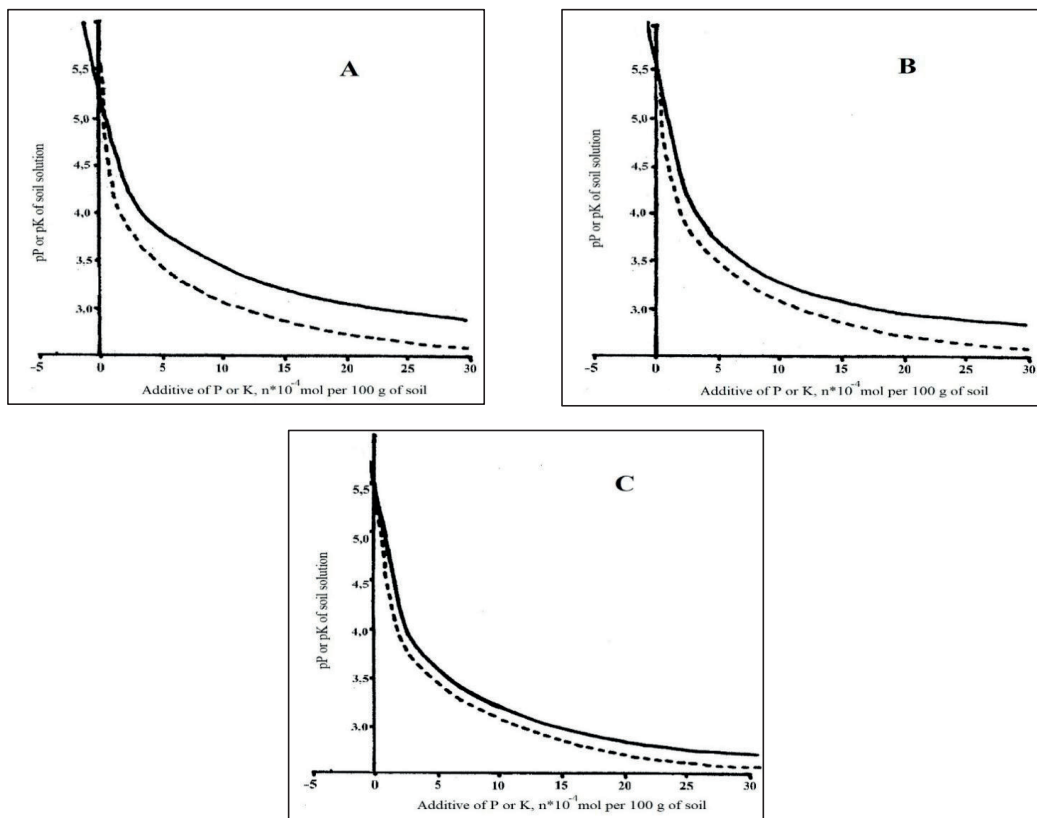 A
5,5
5,0
4,5
4,0
3,5
3.0
pP or pK of soil solution
-5 0 5 10 15 20 25 30
Additive of P or K, n*10⁻⁴mol per 100 g of soil
B
5,5
5,0
4,5
4,0
3,5
3.0
pP or pK of soil solution
-5 0 5 10 15 20 25 30
Additive of P or K, n*10⁻⁴mol per 100 g of soil
C
5,5
5,0
4,5
4,0
3,5
3.0
pP or pK of soil solution
-5 0 5 10 15 20 25 30
Additive of P or K, n*10⁻⁴mol per 100 g of soil